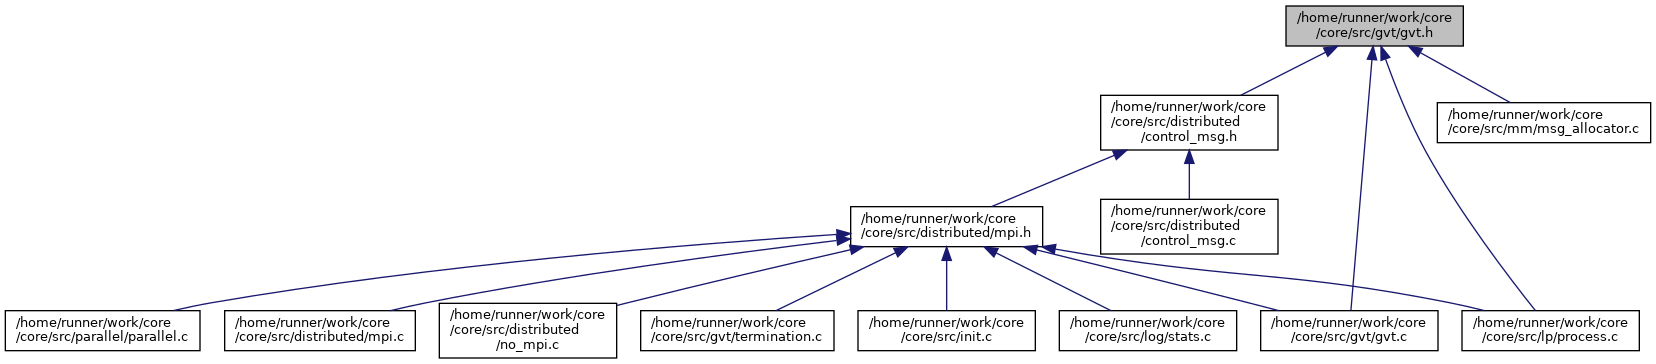 /home/runner/work/core
/core/src/gvt/gvt.h
/home/runner/work/core
/core/src/distributed
/control_msg.h
/home/runner/work/core
/core/src/mm/msg_allocator.c
/home/runner/work/core
/core/src/distributed/mpi.h
/home/runner/work/core
/core/src/distributed
/control_msg.c
/home/runner/work/core
/core/src/parallel/parallel.c
/home/runner/work/core
/core/src/distributed/mpi.c
/home/runner/work/core
/core/src/distributed
/no_mpi.c
/home/runner/work/core
/core/src/gvt/termination.c
/home/runner/work/core
/core/src/init.c
/home/runner/work/core
/core/src/log/stats.c
/home/runner/work/core
/core/src/gvt/gvt.c
/home/runner/work/core
/core/src/lp/process.c